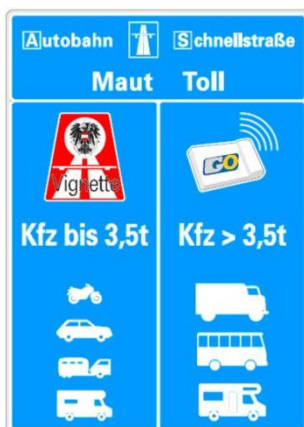 Autobahn Schnellstraße
Maut Toll
Vignette
GO
Kfz bis 3,5t
Kfz > 3,5t